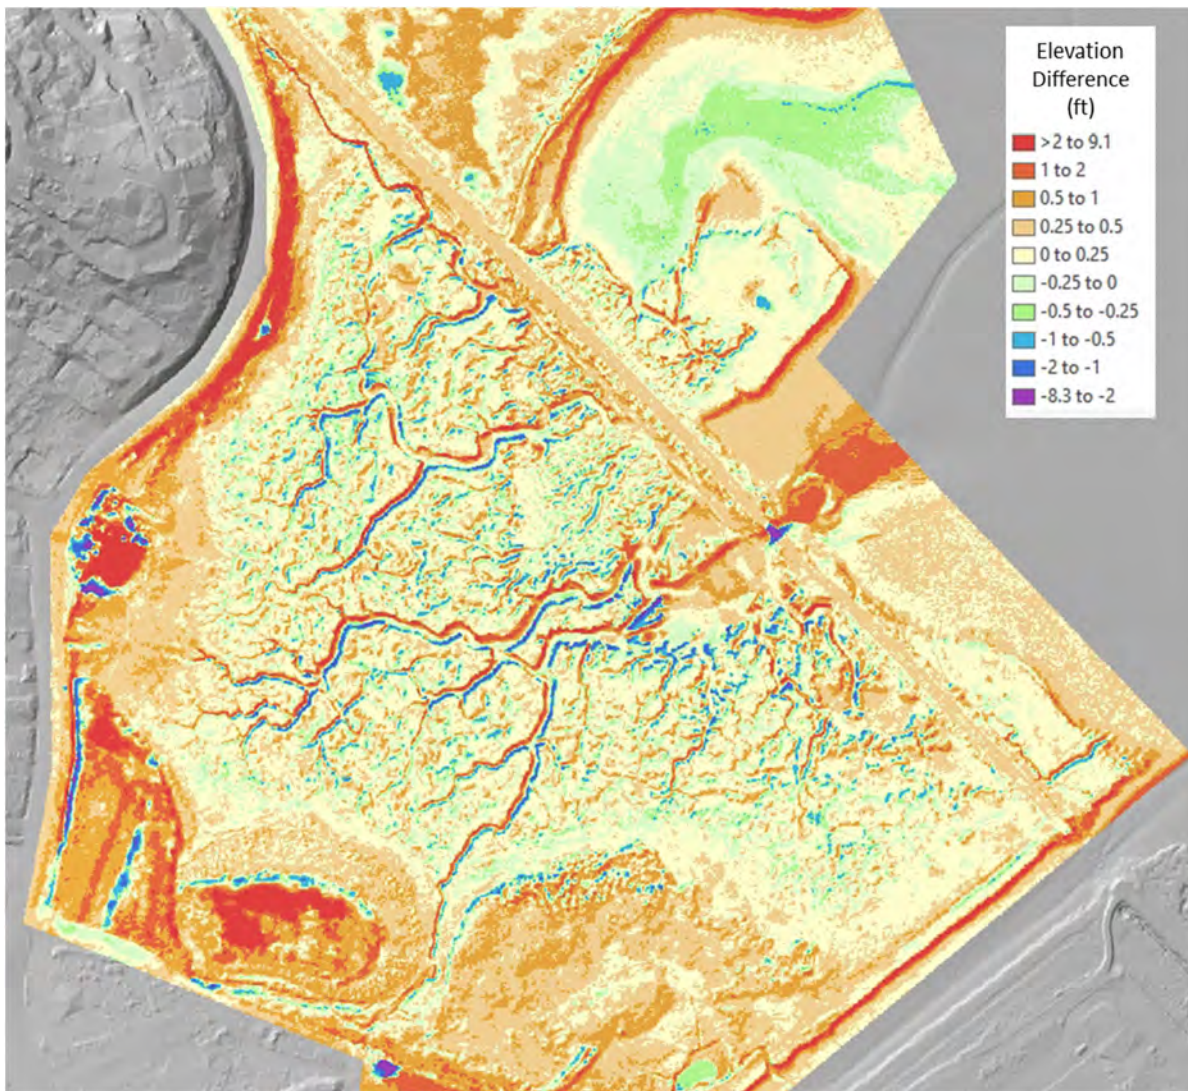 Elevation
Difference
(ft)
>2 to 9.1
1 to 2
0.5 to 1
0.25 to 0.5
0 to 0.25
-0.25 to 0
-0.5 to -0.25
-1 to -0.5
-2 to -1
-8.3 to -2